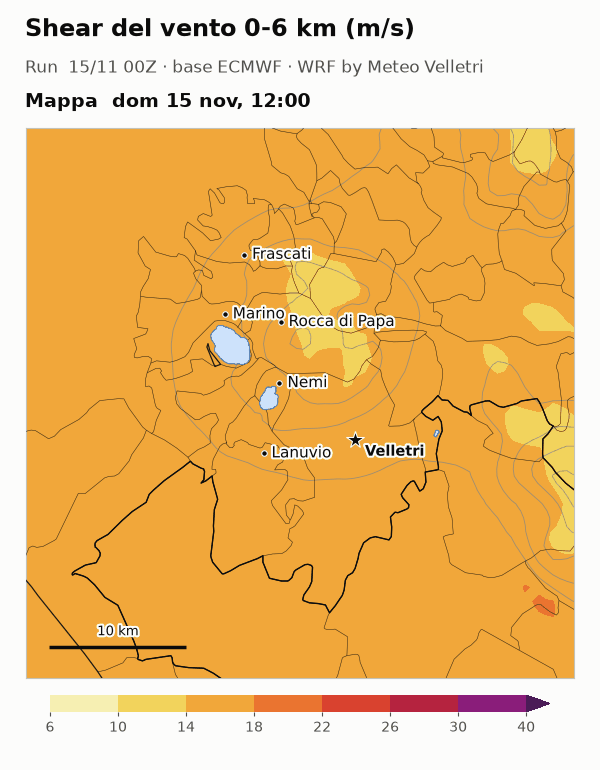 Shear del vento 0-6 km (m/s)
Run  15/11 00Z · base ECMWF · WRF by Meteo Velletri
Mappa  dom 15 nov, 12:00
Frascati
Marino
Rocca di Papa
Nemi
Velletri
Lanuvio
10 km
6 10 14 18 22 26 30 40